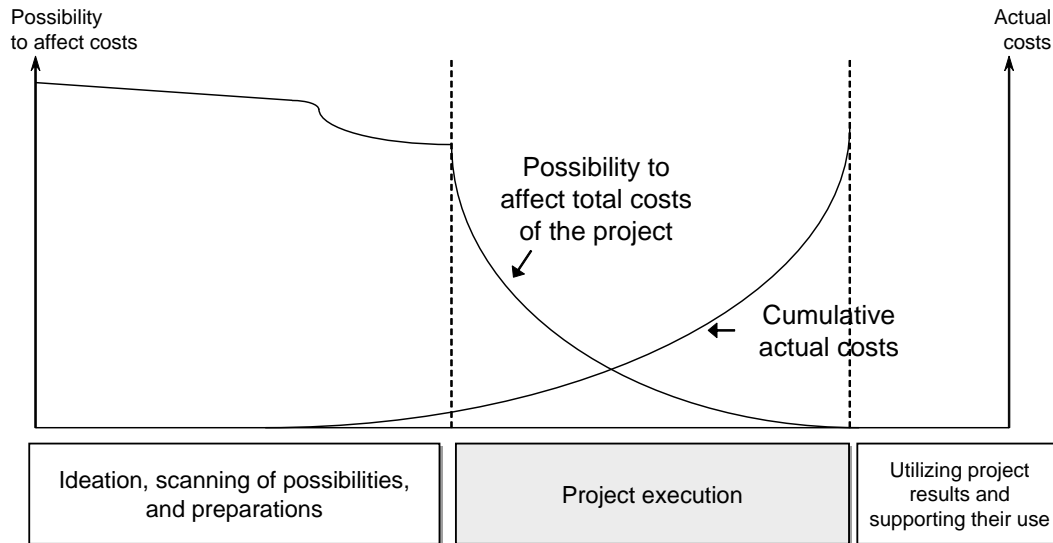 Possibility
to affect costs
Actual
costs
Possibility to
affect total costs
of the project
Cumulative
actual costs
Ideation, scanning of possibilities,
and preparations
Project execution
Utilizing project
results and
supporting their use